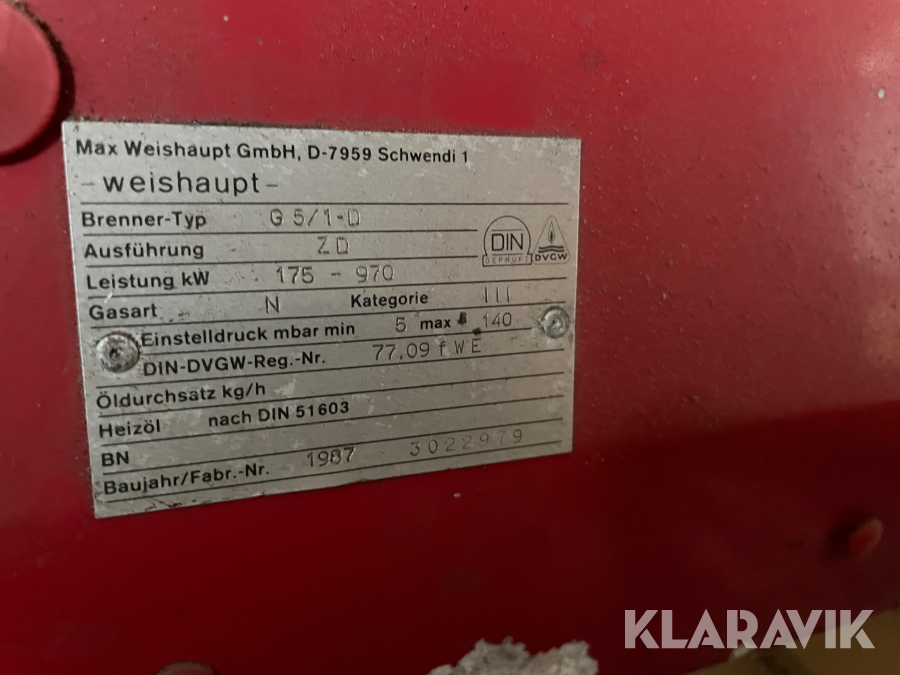 Max Weishaupt GmbH, D-7959 Schwendi 1
-weishaupt-
Brenner-Typ G 5/1-D
Ausführung ZD
DIN GEPRÜFT DVGW
Leistung kW 175 - 970
Gasart N Kategorie III
Einstelldruck mbar min 5 max 140
DIN-DVGW-Reg.-Nr. 77.09 f WE
Öldurchsatz kg/h
Heizöl nach DIN 51603
BN
Baujahr/Fabr.-Nr. 1987 3022979
KLARAVIK